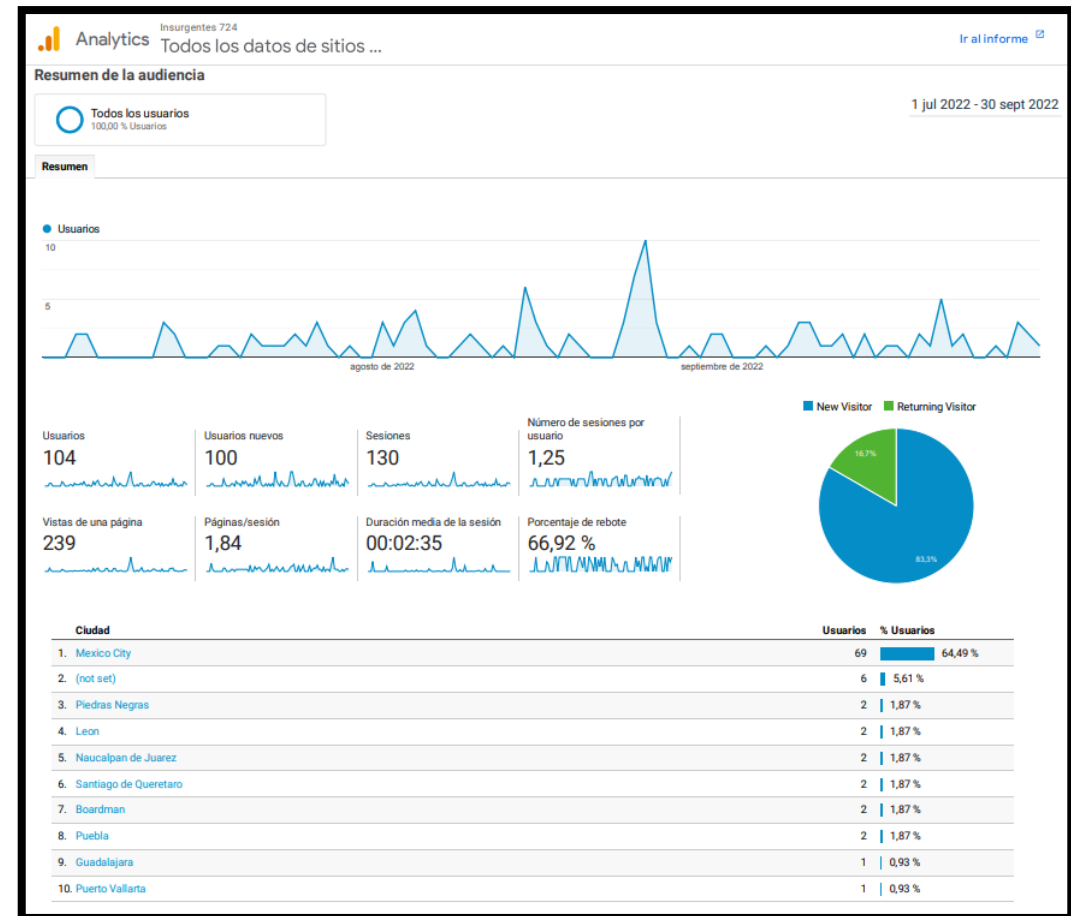 Analytics
Insurgentes 724
Todos los datos de sitios ...
Ir al informe
Resumen de la audiencia
Todos los usuarios
100,00 % Usuarios
1 jul 2022 - 30 sept 2022
Resumen
Usuarios
10
5
agosto de 2022
septiembre de 2022
New Visitor
Returning Visitor
Usuarios
104
Usuarios nuevos
100
Sesiones
130
Número de sesiones por
usuario
1,25
Vistas de una página
239
Páginas/sesión
1,84
Duración media de la sesión
00:02:35
Porcentaje de rebote
66,92 %
16,7%
83,3%
Ciudad Usuarios % Usuarios
1. Mexico City 69 64,49 %
2. (not set) 6 5,61 %
3. Piedras Negras 2 1,87 %
4. Leon 2 1,87 %
5. Naucalpan de Juarez 2 1,87 %
6. Santiago de Queretaro 2 1,87 %
7. Boardman 2 1,87 %
8. Puebla 2 1,87 %
9. Guadalajara 1 0,93 %
10. Puerto Vallarta 1 0,93 %